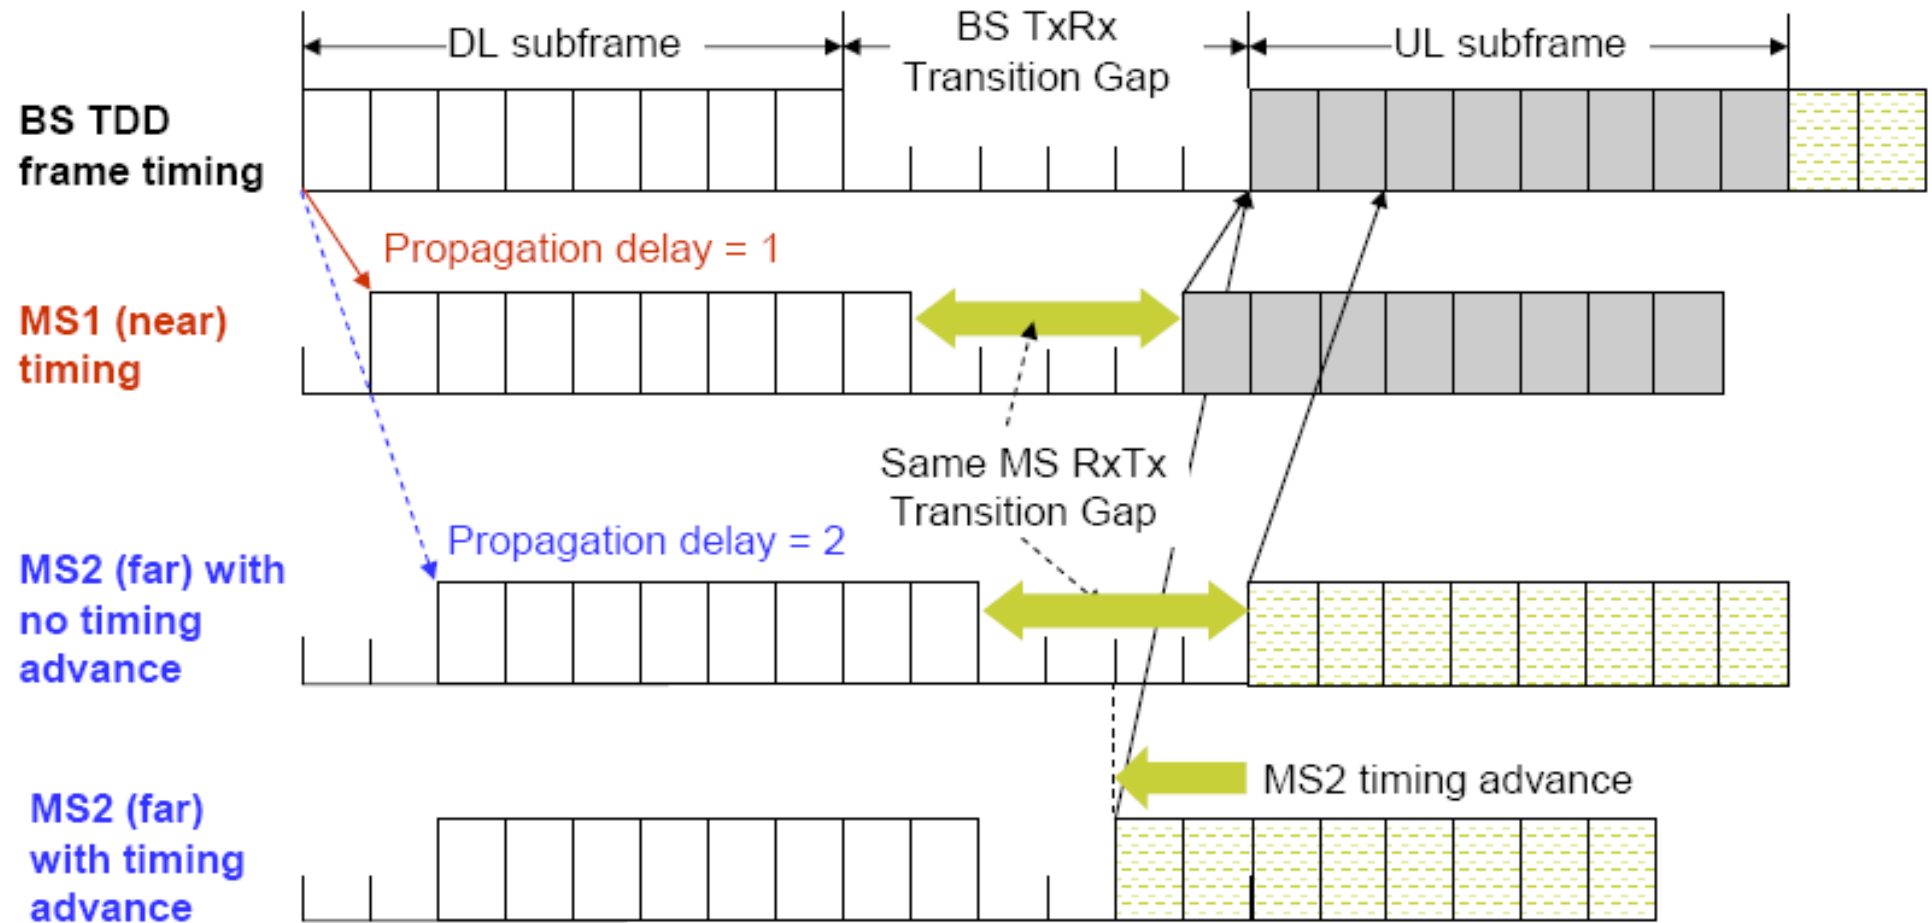 DL subframe
BS TxRx
Transition Gap
UL subframe
BS TDD
frame timing
Propagation delay = 1
MS1 (near)
timing
Same MS RxTx
Transition Gap
Propagation delay = 2
MS2 (far) with
no timing
advance
MS2 timing advance
MS2 (far)
with timing
advance